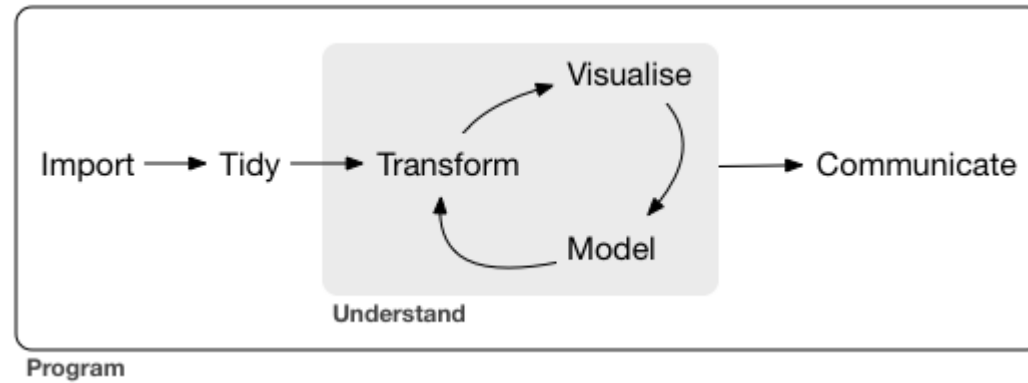 Visualise
Import
Tidy
Transform
Communicate
Model
Understand
Program